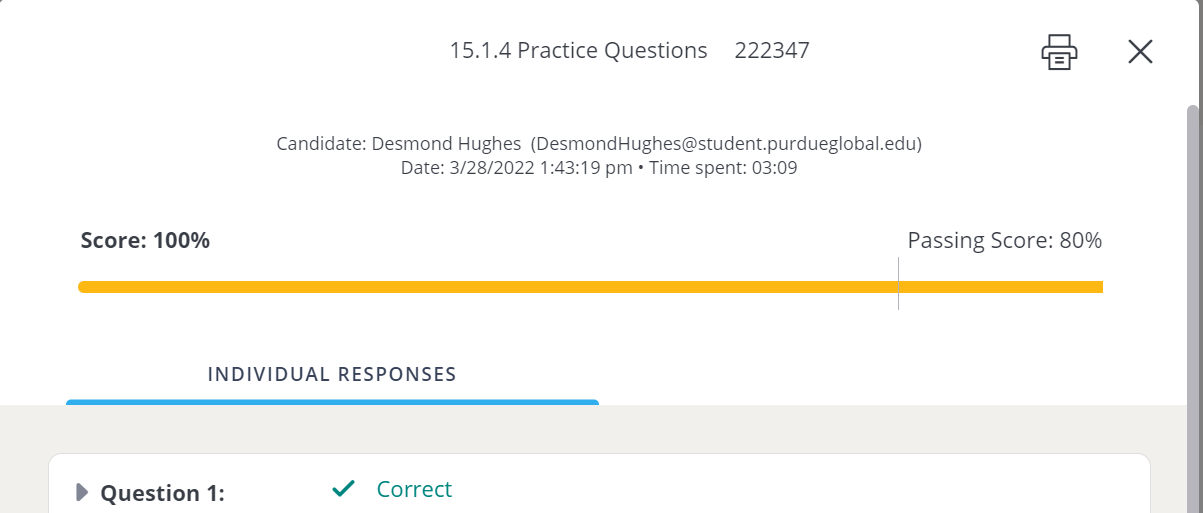 15.1.4 Practice Questions 222347
Candidate: Desmond Hughes (DesmondHughes@student.purdueglobal.edu)
Date: 3/28/2022 1:43:19 pm • Time spent: 03:09
Score: 100% Passing Score: 80%
INDIVIDUAL RESPONSES
Question 1: Correct